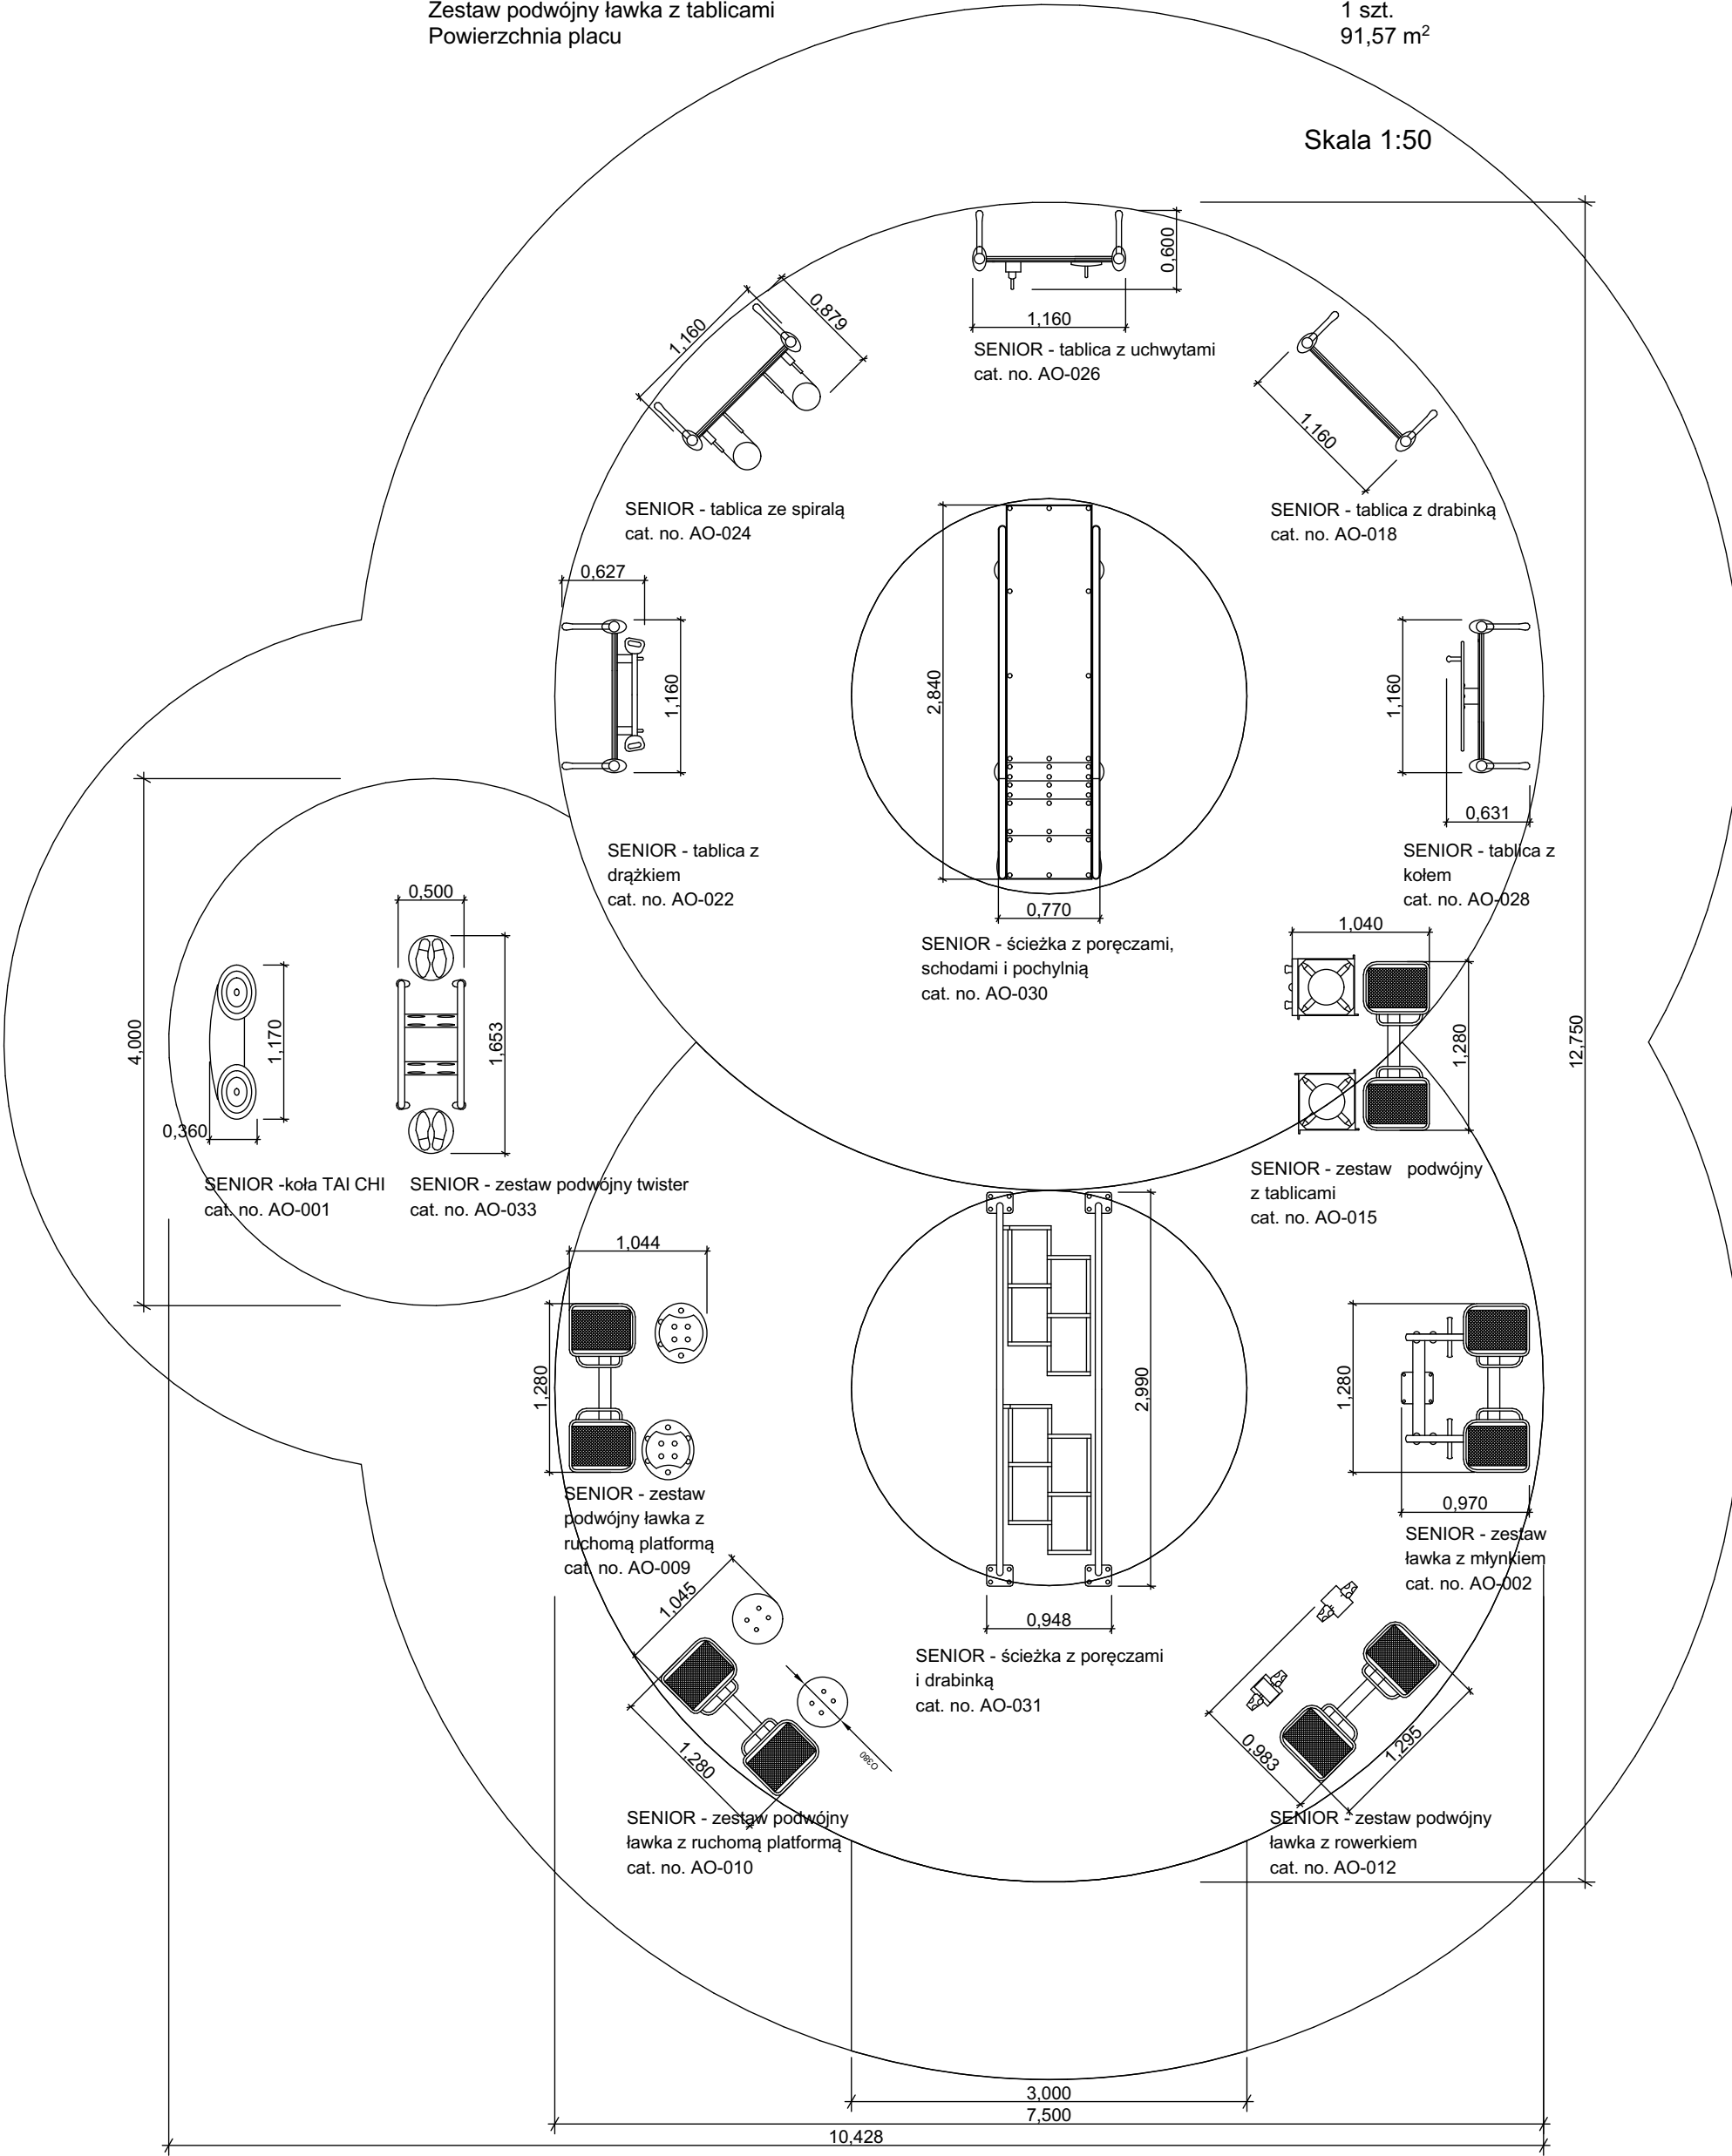 Zestaw podwójny ławka z tablicami 1 szt.
Powierzchnia placu 91,57 m²
Skala 1:50
0,600
1,160
SENIOR - tablica z uchwytami
cat. no. AO-026
1,160
0,879
SENIOR - tablica ze spiralą
cat. no. AO-024
1,160
SENIOR - tablica z drabinką
cat. no. AO-018
0,627
1,160
SENIOR - tablica z
drążkiem
cat. no. AO-022
2,840
0,770
SENIOR - ścieżka z poręczami,
schodami i pochylnią
cat. no. AO-030
1,160
0,631
SENIOR - tablica z
kołem
cat. no. AO-028
12,750
4,000
1,170
0,360
SENIOR -koła TAI CHI
cat. no. AO-001
0,500
1,653
SENIOR - zestaw podwójny twister
cat. no. AO-033
1,040
1,280
SENIOR - zestaw podwójny
z tablicami
cat. no. AO-015
1,044
1,280
SENIOR - zestaw
podwójny ławka z
ruchomą platformą
cat. no. AO-009
2,990
0,948
SENIOR - ścieżka z poręczami
i drabinką
cat. no. AO-031
1,280
0,970
SENIOR - zestaw
ławka z młynkiem
cat. no. AO-002
1,045
1,280
O380
SENIOR - zestaw podwójny
ławka z ruchomą platformą
cat. no. AO-010
0,983
1,295
SENIOR - zestaw podwójny
ławka z rowerkiem
cat. no. AO-012
3,000
7,500
10,428